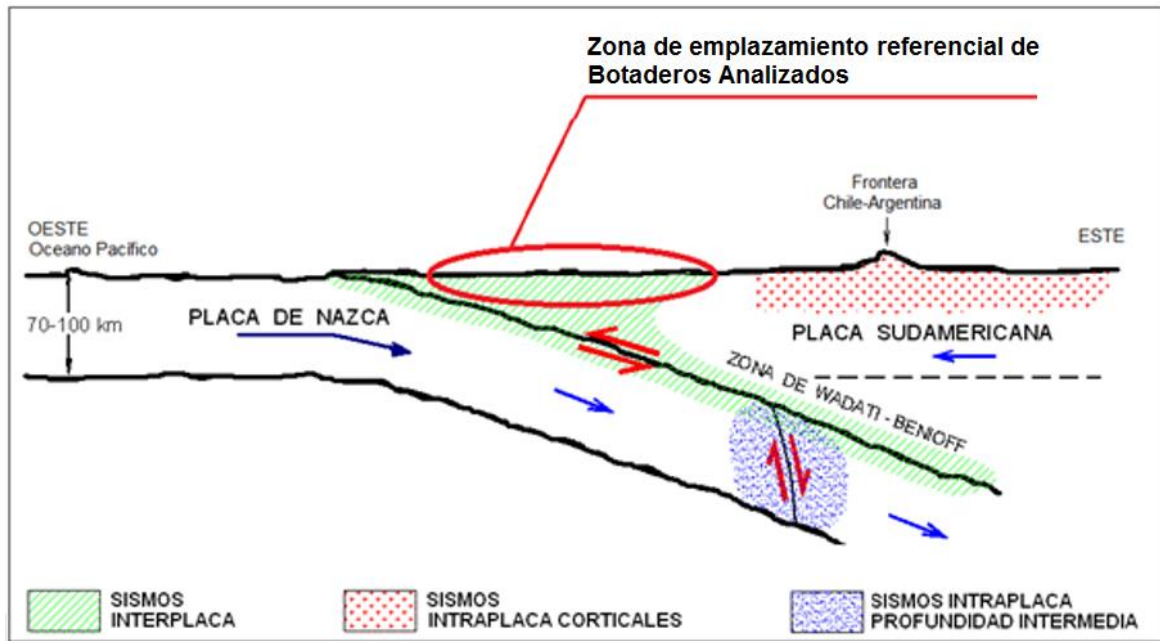 Zona de emplazamiento referencial de
Botaderos Analizados
Frontera
Chile-Argentina
OESTE
Oceano Pacífico
ESTE
70-100 km
PLACA DE NAZCA
PLACA SUDAMERICANA
ZONA DE WADATI - BENIOFF
SISMOS
INTERPLACA
SISMOS
INTRAPLACA CORTICALES
SISMOS INTRAPLACA
PROFUNDIDAD INTERMEDIA